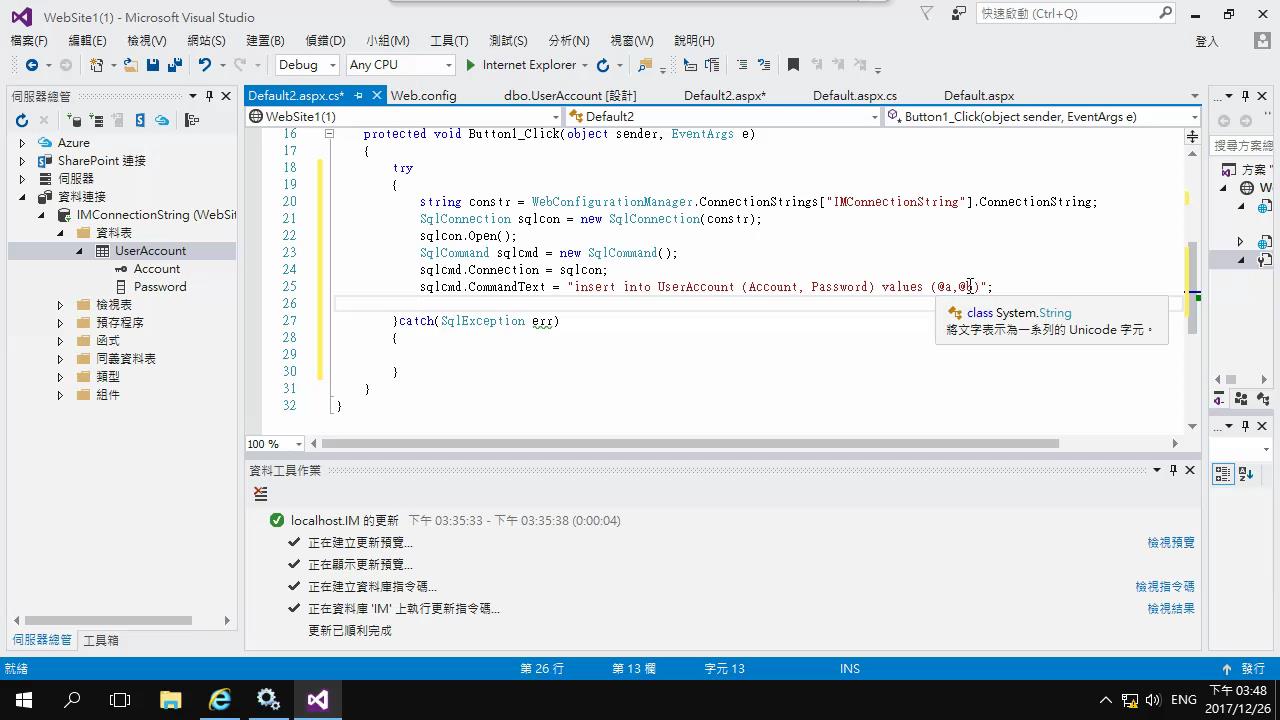 WebSite1(1) - Microsoft Visual Studio
快速啟動 (Ctrl+Q)
檔案(F) 編輯(E) 檢視(V) 網站(S) 建置(B) 偵錯(D) 小組(M) 工具(T) 測試(S) 分析(N) 視窗(W) 說明(H) 登入
Debug Any CPU Internet Explorer
伺服器總管
Azure
SharePoint 連接
伺服器
資料連接
IMConnectionString (WebSit
資料表
UserAccount
Account
Password
檢視表
預存程序
函式
同義資料表
類型
組件
伺服器總管 工具箱
Default2.aspx.cs* Web.config dbo.UserAccount [設計] Default2.aspx* Default.aspx.cs Default.aspx
WebSite1(1) Default2 Button1_Click(object sender, EventArgs e)
16 protected void Button1_Click(object sender, EventArgs e)
17 {
18 try
19 {
20 string constr = WebConfigurationManager.ConnectionStrings["IMConnectionString"].ConnectionString;
21 SqlConnection sqlcon = new SqlConnection(constr);
22 sqlcon.Open();
23 SqlCommand sqlcmd = new SqlCommand();
24 sqlcmd.Connection = sqlcon;
25 sqlcmd.CommandText = "insert into UserAccount (Account, Password) values (@a,@b)";
26
27 }catch(SqlException err)
28 {
29
30 }
31 }
32 }
class System.String
將文字表示為一系列的 Unicode 字元。
100 %
資料工具作業
localhost.IM 的更新 下午 03:35:33 - 下午 03:35:38 (0:00:04)
正在建立更新預覽... 檢視預覽
正在顯示更新預覽...
正在建立資料庫指令碼... 檢視指令碼
正在資料庫 'IM' 上執行更新指令碼... 檢視結果
更新已順利完成
搜尋方案總
方案 "
就緒 第 26 行 第 13 欄 字元 13 INS 發行
ENG
下午 03:48
2017/12/26